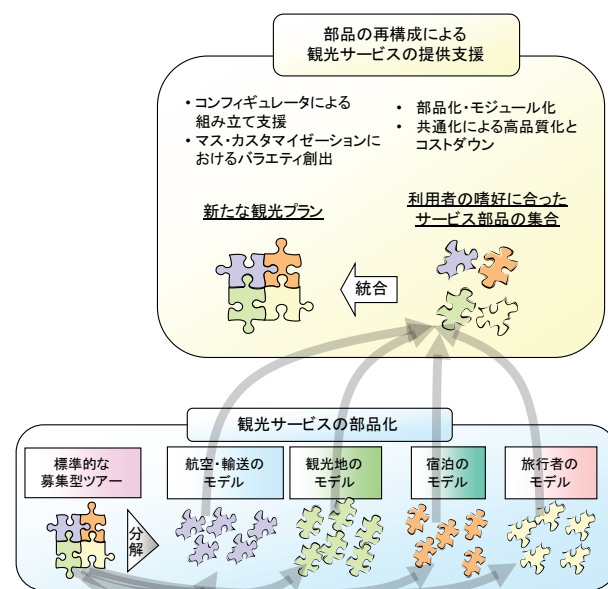 部品の再構成による
観光サービスの提供支援
• コンフィギュレータによる
組み立て支援
• マス・カスタマイゼーションに
おけるバラエティ創出
• 部品化・モジュール化
• 共通化による高品質化と
コストダウン
新たな観光プラン
利用者の嗜好に合った
サービス部品の集合
統合
観光サービスの部品化
標準的な
募集型ツアー
航空・輸送の
モデル
観光地の
モデル
宿泊の
モデル
旅行者の
モデル
分解